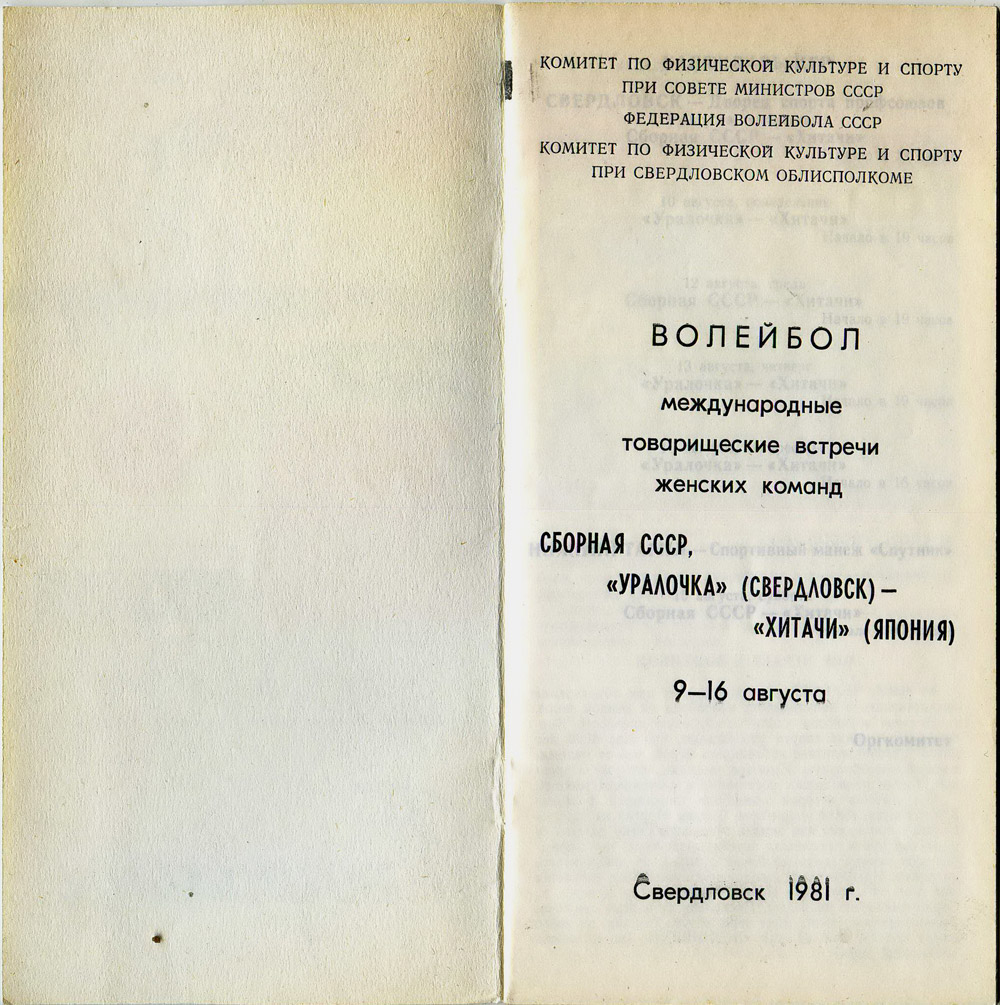 КОМИТЕТ ПО ФИЗИЧЕСКОЙ КУЛЬТУРЕ И СПОРТУ
ПРИ СОВЕТЕ МИНИСТРОВ СССР
ФЕДЕРАЦИЯ ВОЛЕЙБОЛА СССР
КОМИТЕТ ПО ФИЗИЧЕСКОЙ КУЛЬТУРЕ И СПОРТУ
ПРИ СВЕРДЛОВСКОМ ОБЛИСПОЛКОМЕ
ВОЛЕЙБОЛ
международные
товарищеские встречи
женских команд
СБОРНАЯ СССР,
«УРАЛОЧКА» (СВЕРДЛОВСК) —
«ХИТАЧИ» (ЯПОНИЯ)
9—16 августа
Свердловск 1981 г.